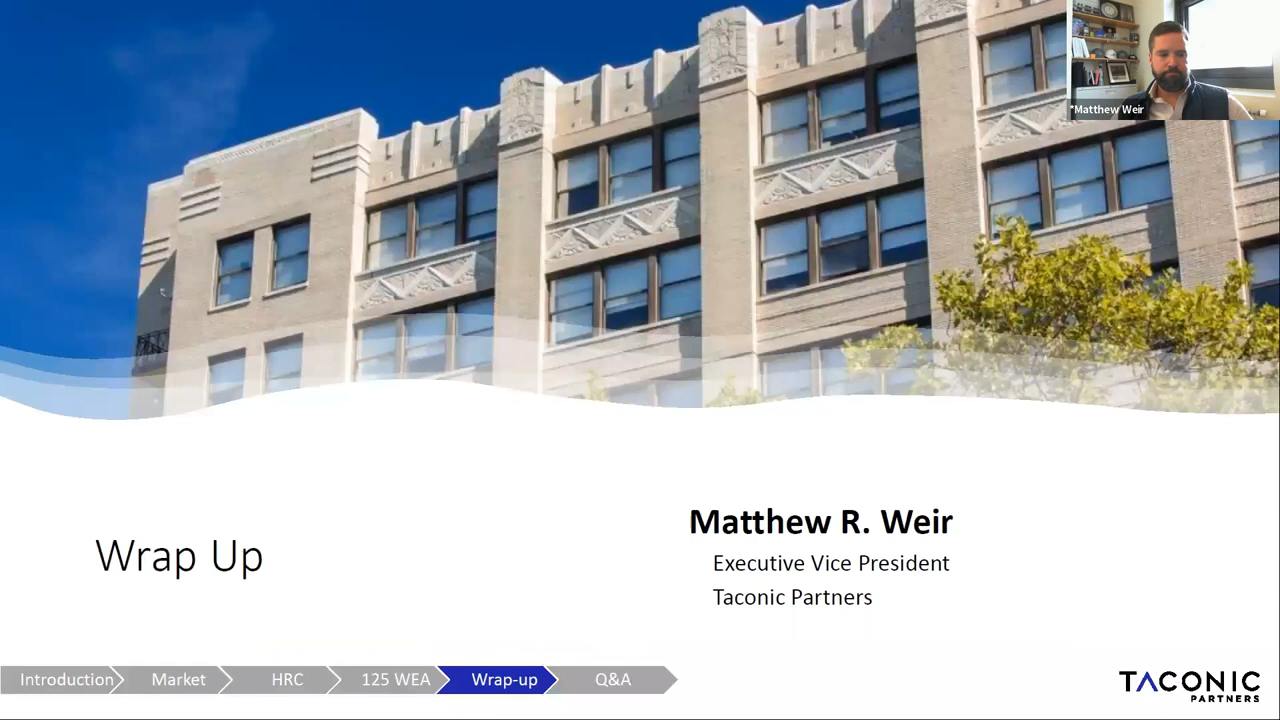 *Matthew Weir
Matthew R. Weir
Wrap Up
Executive Vice President
Taconic Partners
Introduction
Market
HRC
125 WEA
Wrap-up
Q&A
TACONIC
PARTNERS